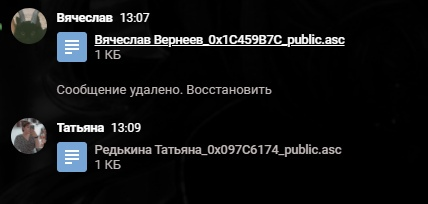 Вячеслав 13:07
Вячеслав Вернеев_0x1C459B7C_public.asc
1 КБ
Сообщение удалено. Восстановить
Татьяна 13:09
Редькина Татьяна_0x097C6174_public.asc
1 КБ